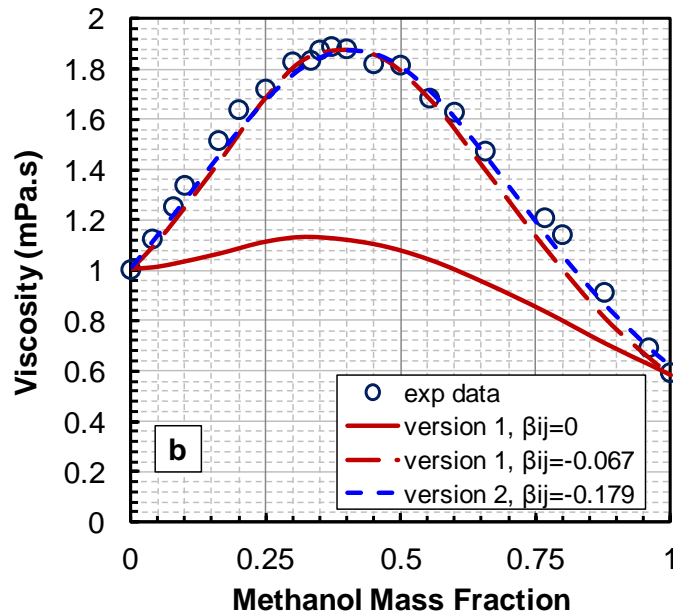 2
1.8
1.6
1.4
1.2
1
0.8
0.6
0.4
0.2
0
Viscosity (mPa.s)
exp data
version 1, βij=0
version 1, βij=-0.067
version 2, βij=-0.179
b
0 0.25 0.5 0.75 1
Methanol Mass Fraction